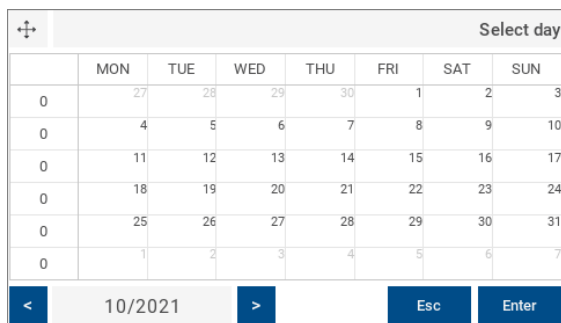 Select day
MON TUE WED THU FRI SAT SUN
0 27 28 29 30 1 2 3
0 4 5 6 7 8 9 10
0 11 12 13 14 15 16 17
0 18 19 20 21 22 23 24
0 25 26 27 28 29 30 31
0 1 2 3 4 5 6 7
< 10/2021 > Esc Enter